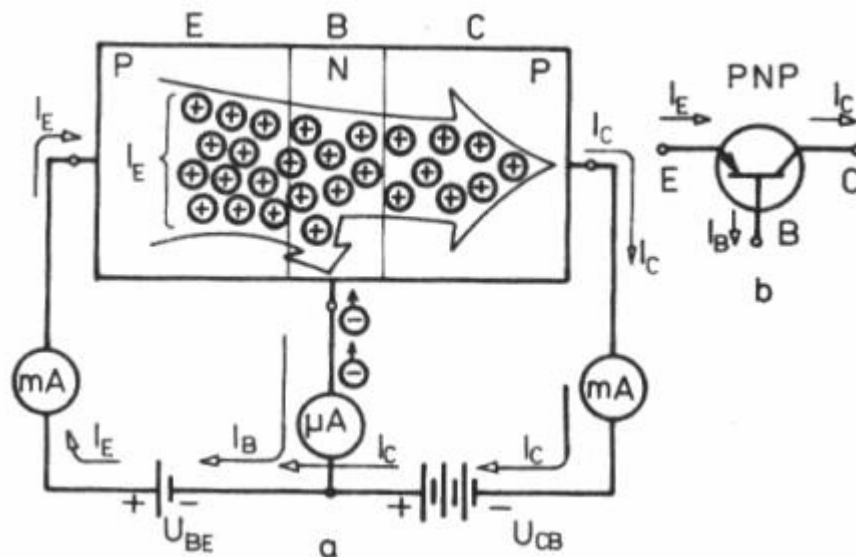 E B C
P N P
PNP
I_E
I_E
I_C
I_E I_C
E C
I_B B
I_C
b
mA
µA
mA
I_E
I_B
I_C
I_C
+ - + -
U_BE
a
U_CB